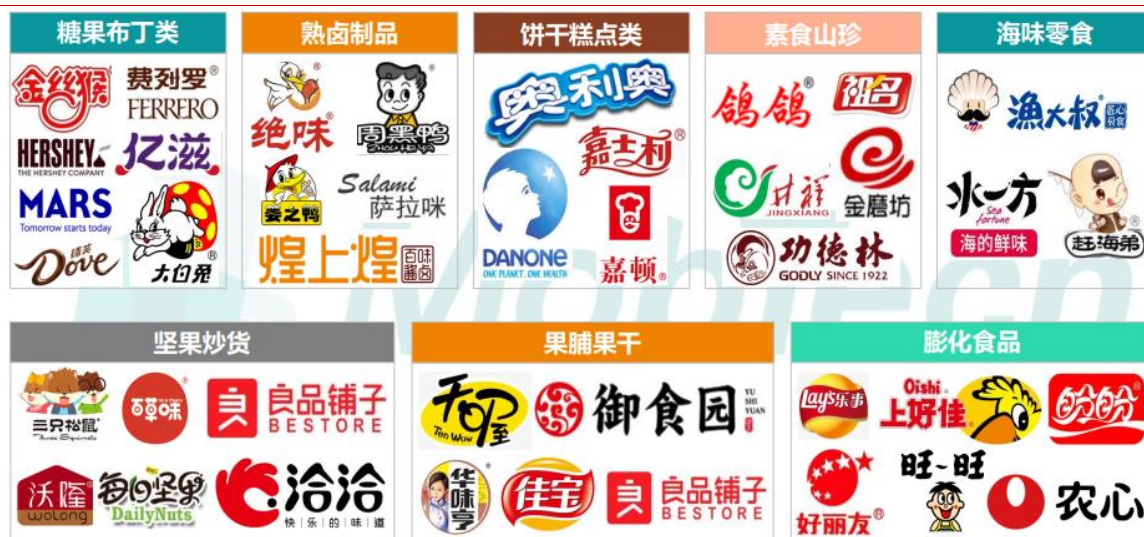 糖果布丁类
金丝猴
费列罗®
FERRERO
HERSHEY
THE HERSHEY COMPANY
亿滋
MARS
Tomorrow starts today
德芙
Dove
大白兔
熟卤制品
绝味
周黑鸭
ZHOU HEI YA
姜之鸭
Salami
萨拉咪
煌上煌
百味
酱卤
饼干糕点类
奥利奥
嘉士利®
DANONE
ONE PLANET. ONE HEALTH
嘉顿®
素食山珍
鸽鸽®
祖名
井祥
JINGXIANG
金磨坊
功德林
GODLY SINCE 1922
海味零食
漁大叔
匠心
良食
水一方
Sea
fortune
海的鲜味
赶海弟
坚果炒货
三只松鼠
Three Squirrels
百草味
良品铺子
BESTORE
沃隆
wolong
每日坚果
DailyNuts
洽洽
快乐的味道
果脯果干
天喔
Ten Wow
御食园
YU
SHI
YUAN
华味亨
佳宝
良品铺子
BESTORE
膨化食品
Lay's乐事
Oishi
上好佳
盼盼
好丽友®
旺-旺
农心
MobTech